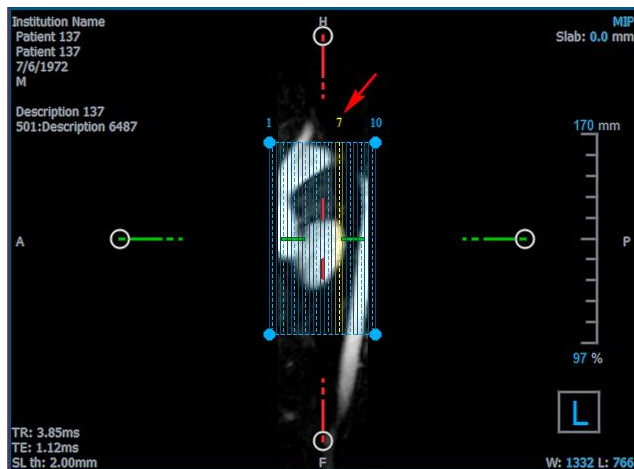 Institution Name
Patient 137
Patient 137
7/6/1972
M
Description 137
501:Description 6487
H
MIP
Slab: 0.0 mm
1
7
10
170 mm
A
P
97 %
L
TR: 3.85ms
TE: 1.12ms
SL th: 2.00mm
F
W: 1332 L: 766